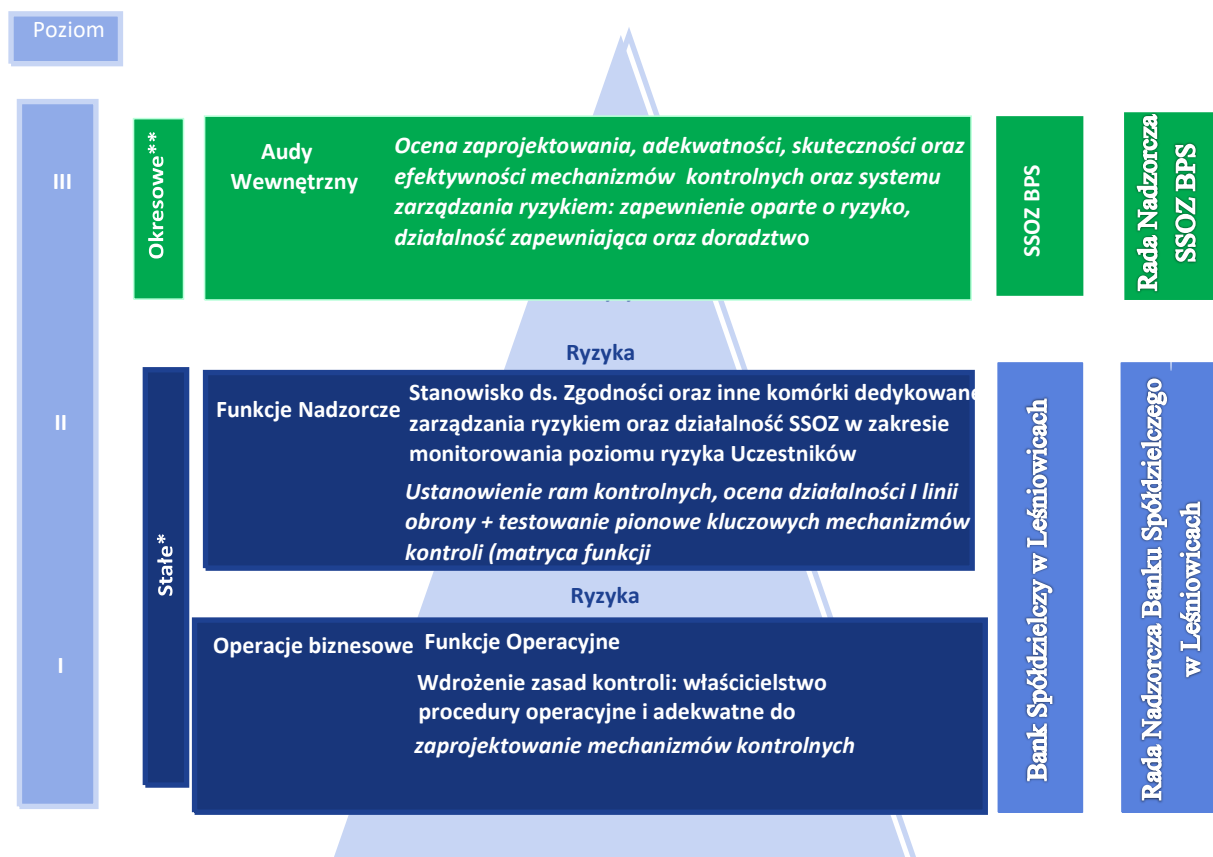 Poziom
III
Okresowe**
Audy
Wewnętrzny
Ocena zaprojektowania, adekwatności, skuteczności oraz
efektywności mechanizmów kontrolnych oraz systemu
zarządzania ryzykiem: zapewnienie oparte o ryzyko,
działalność zapewniająca oraz doradztwo
SSOZ BPS
Rada Nadzorcza
SSOZ BPS
Ryzyka
II
Stałe*
Funkcje Nadzorcze
Stanowisko ds. Zgodności oraz inne komórki dedykowane
zarządzania ryzykiem oraz działalność SSOZ w zakresie
monitorowania poziomu ryzyka Uczestników
Ustanowienie ram kontrolnych, ocena działalności I linii
obrony + testowanie pionowe kluczowych mechanizmów
kontroli (matryca funkcji
Bank Spółdzielczy w Leśniowicach
Rada Nadzorcza Banku Spółdzielczego
w Leśniowicach
Ryzyka
I
Operacje biznesowe
Funkcje Operacyjne
Wdrożenie zasad kontroli: właścicielstwo
procedury operacyjne i adekwatne do
zaprojektowanie mechanizmów kontrolnych